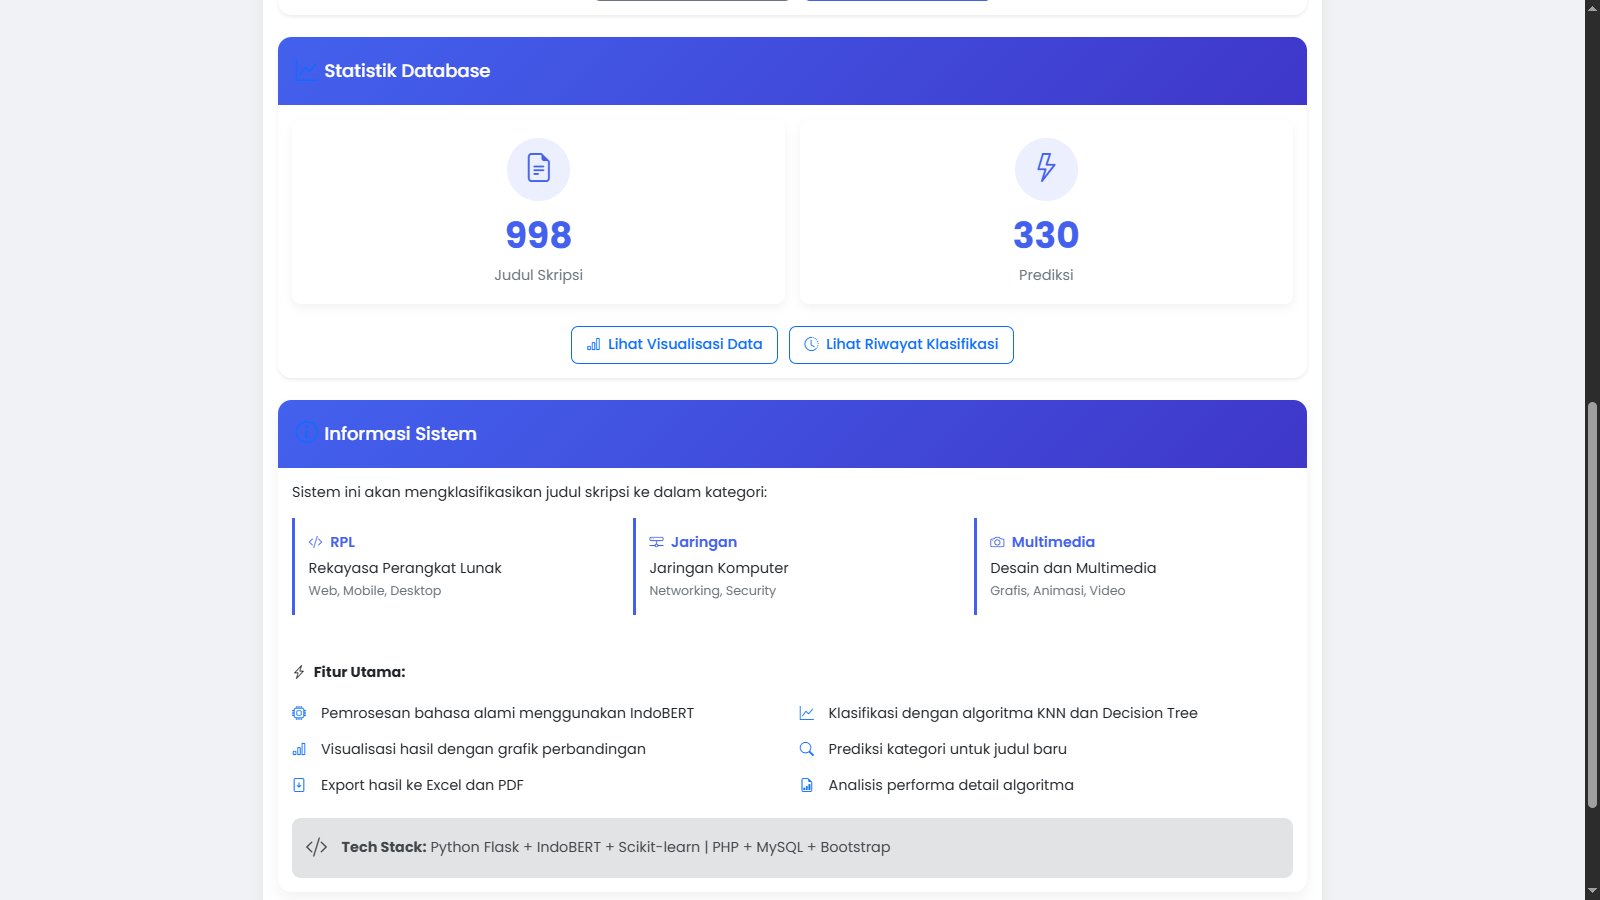 Statistik Database
998
Judul Skripsi
330
Prediksi
Lihat Visualisasi Data
Lihat Riwayat Klasifikasi
Informasi Sistem
Sistem ini akan mengklasifikasikan judul skripsi ke dalam kategori:
RPL
Rekayasa Perangkat Lunak
Web, Mobile, Desktop
Jaringan
Jaringan Komputer
Networking, Security
Multimedia
Desain dan Multimedia
Grafis, Animasi, Video
Fitur Utama:
Pemrosesan bahasa alami menggunakan IndoBERT
Klasifikasi dengan algoritma KNN dan Decision Tree
Visualisasi hasil dengan grafik perbandingan
Prediksi kategori untuk judul baru
Export hasil ke Excel dan PDF
Analisis performa detail algoritma
Tech Stack: Python Flask + IndoBERT + Scikit-learn | PHP + MySQL + Bootstrap